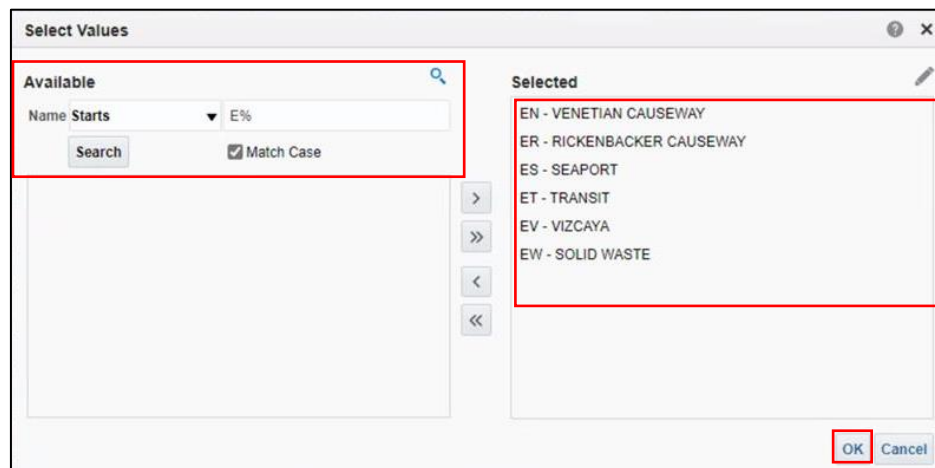 Select Values
Available
Name Starts E%
Search Match Case
Selected
EN - VENETIAN CAUSEWAY
ER - RICKENBACKER CAUSEWAY
ES - SEAPORT
ET - TRANSIT
EV - VIZCAYA
EW - SOLID WASTE
OK Cancel